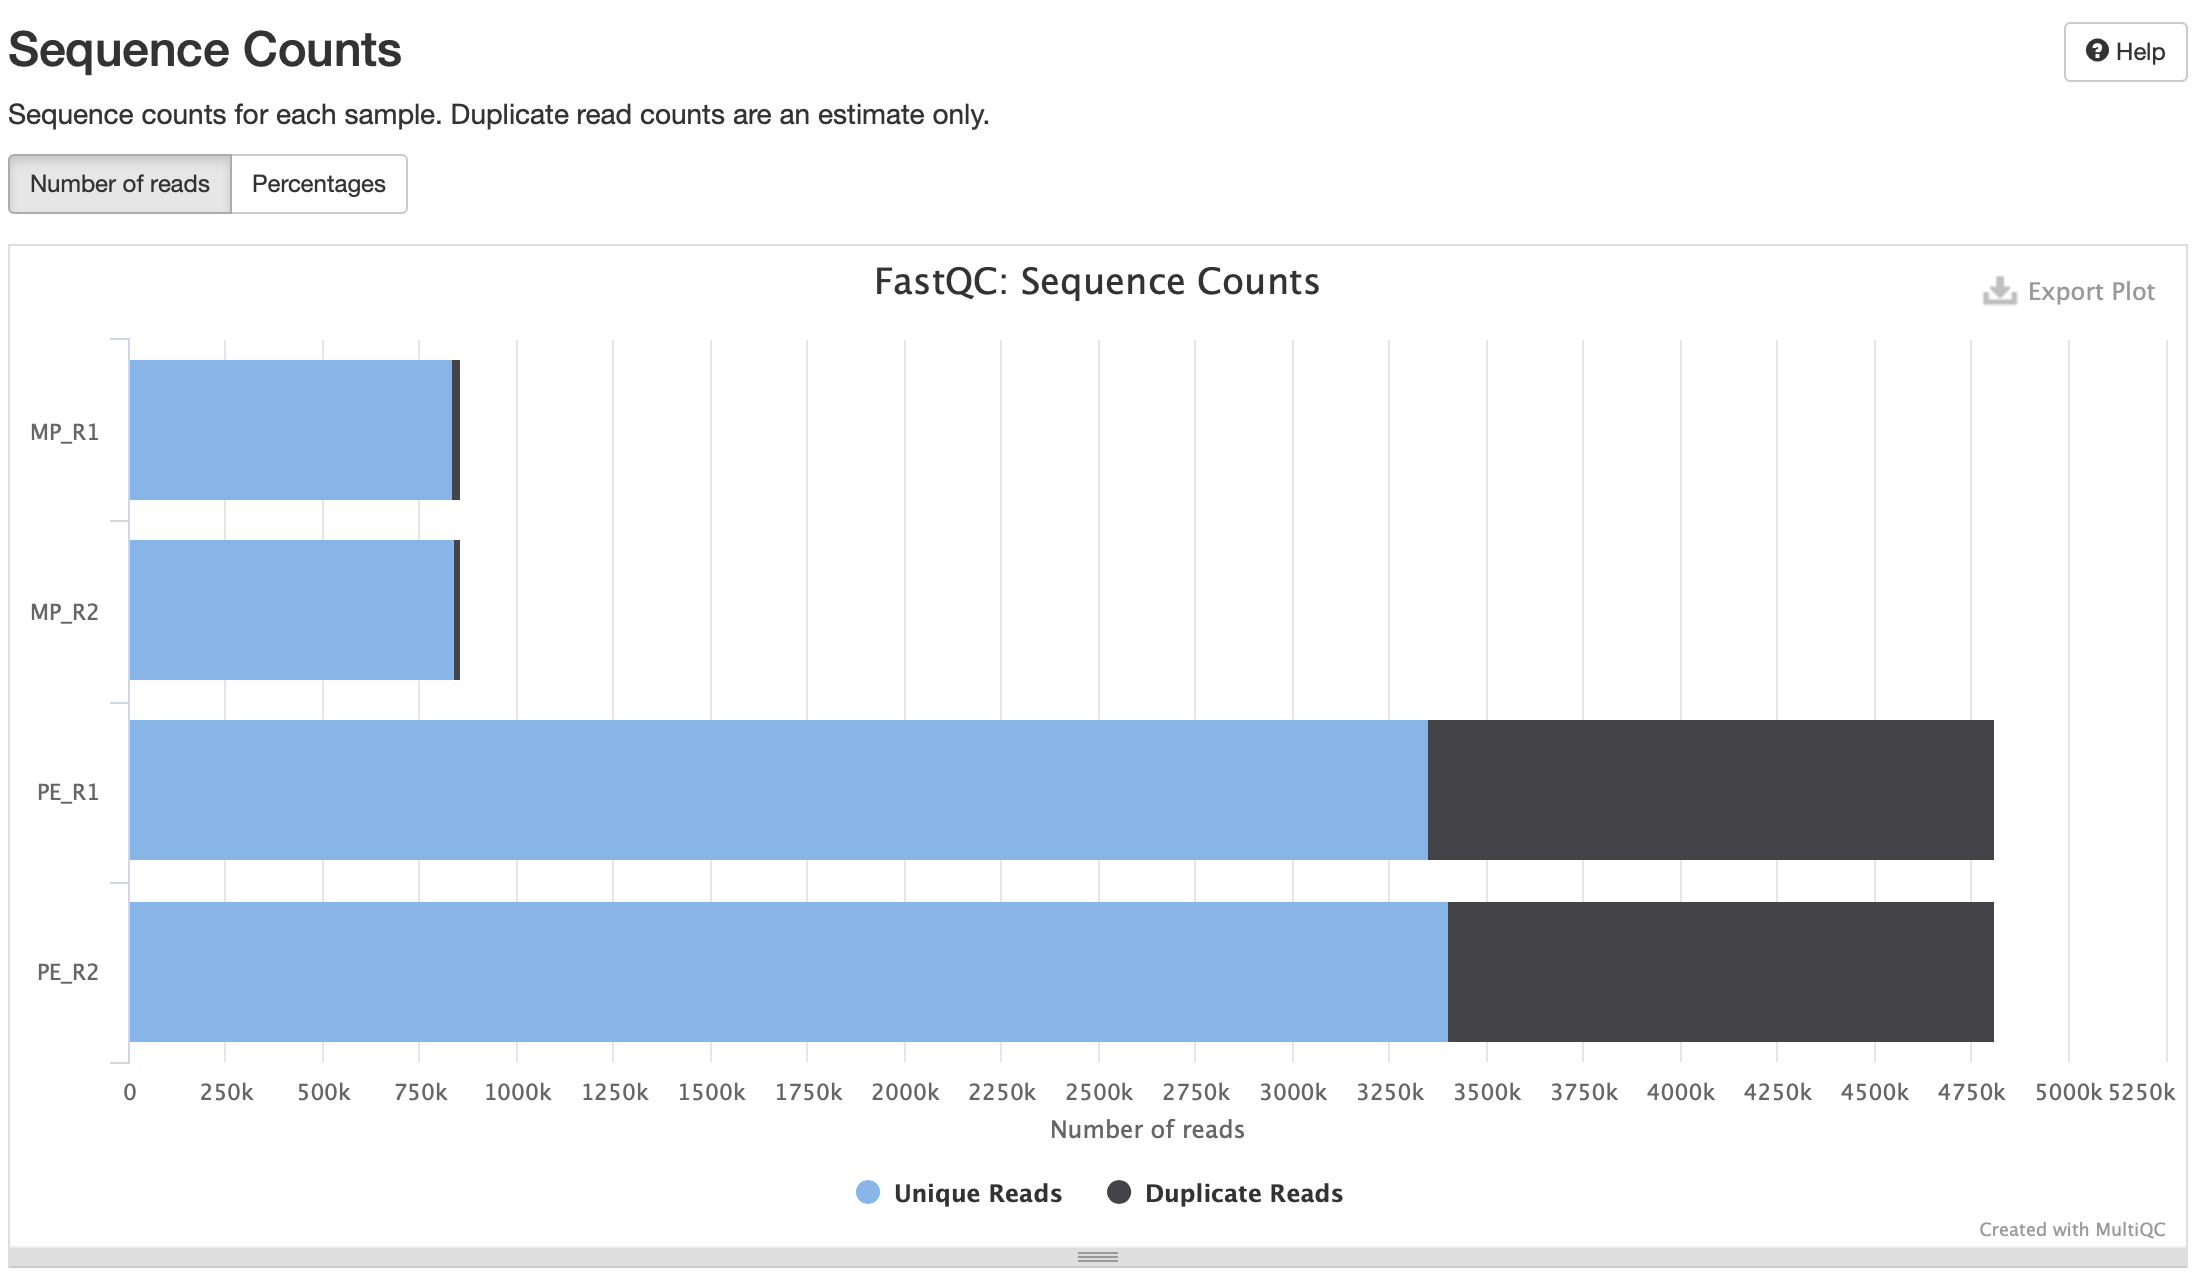 Sequence Counts
Help
Sequence counts for each sample. Duplicate read counts are an estimate only.
Number of reads Percentages
FastQC: Sequence Counts
Export Plot
MP_R1
MP_R2
PE_R1
PE_R2
0 250k 500k 750k 1000k 1250k 1500k 1750k 2000k 2250k 2500k 2750k 3000k 3250k 3500k 3750k 4000k 4250k 4500k 4750k 5000k 5250k
Number of reads
Unique Reads Duplicate Reads
Created with MultiQC